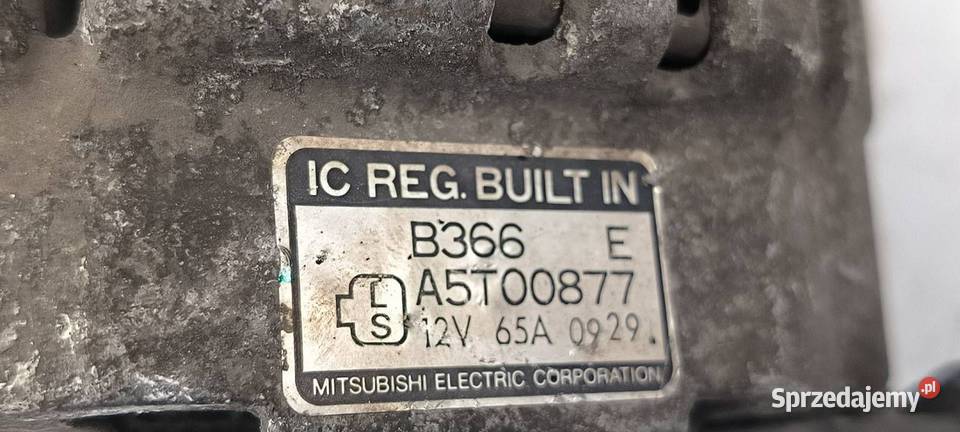 IC REG. BUILT IN
B366 E
L
A5T00877
S
12V 65A 0929.
MITSUBISHI ELECTRIC CORPORATION
Sprzedajemy.pl